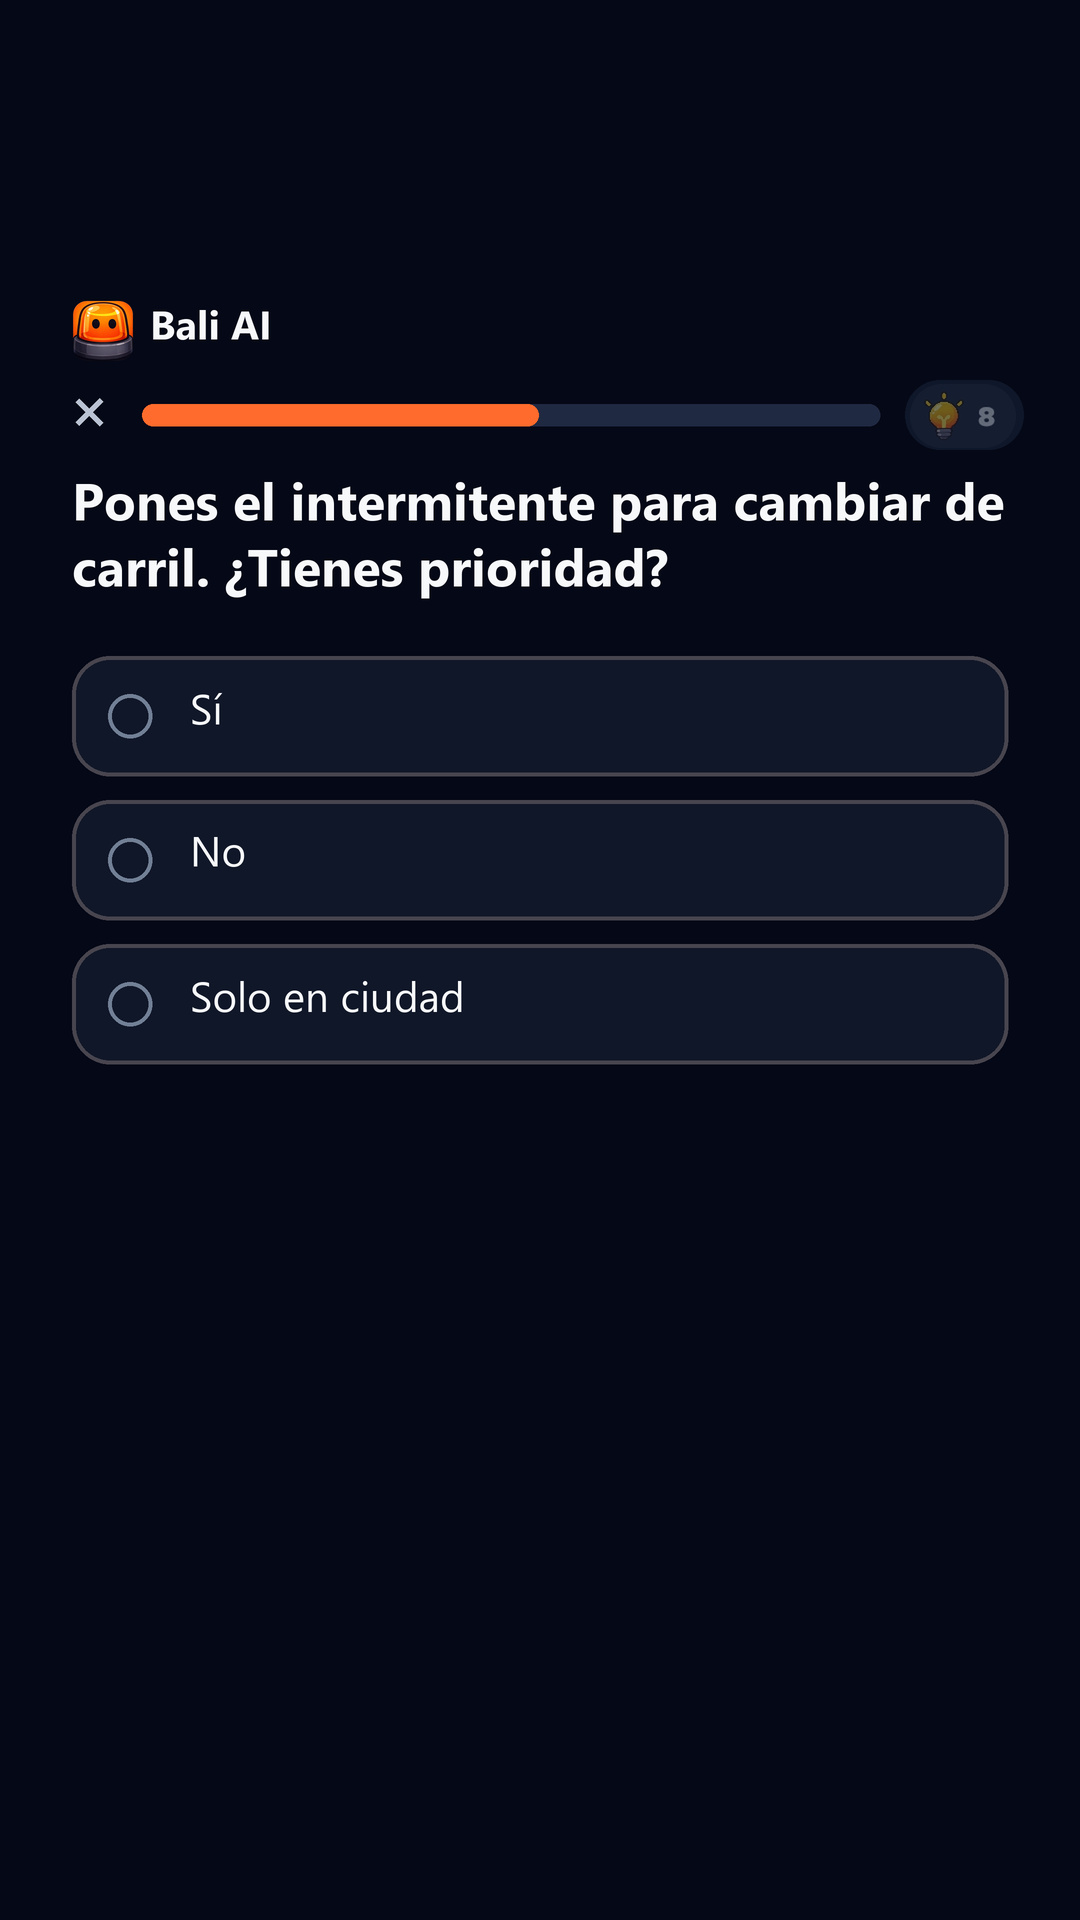 Bali AI
8
Pones el intermitente para cambiar de
carril. ¿Tienes prioridad?
Sí
No
Solo en ciudad